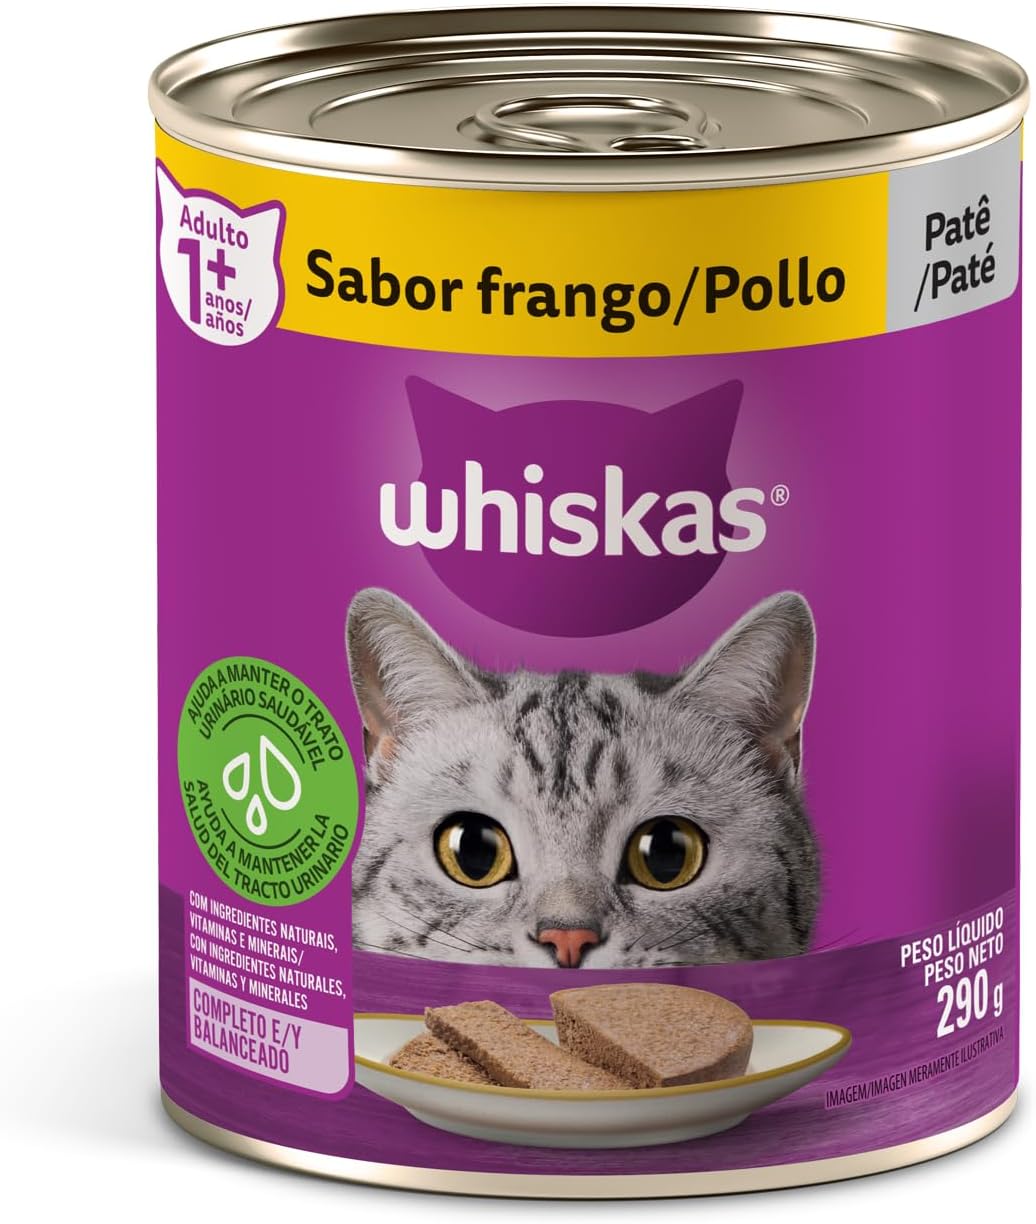 Adulto
1+
anos/
años
Sabor frango/Pollo
Patê
/Paté
whiskas®
AJUDA A MANTER O TRATO
URINÁRIO SAUDÁVEL
AYUDA A MANTENER LA
SALUD DEL TRACTO URINARIO
COM INGREDIENTES NATURAIS,
VITAMINAS E MINERAIS/
CON INGREDIENTES NATURALES,
VITAMINAS Y MINERALES
COMPLETO E/Y
BALANCEADO
PESO LÍQUIDO
PESO NETO
290 g
IMAGEM/IMAGEN MERAMENTE ILUSTRATIVA